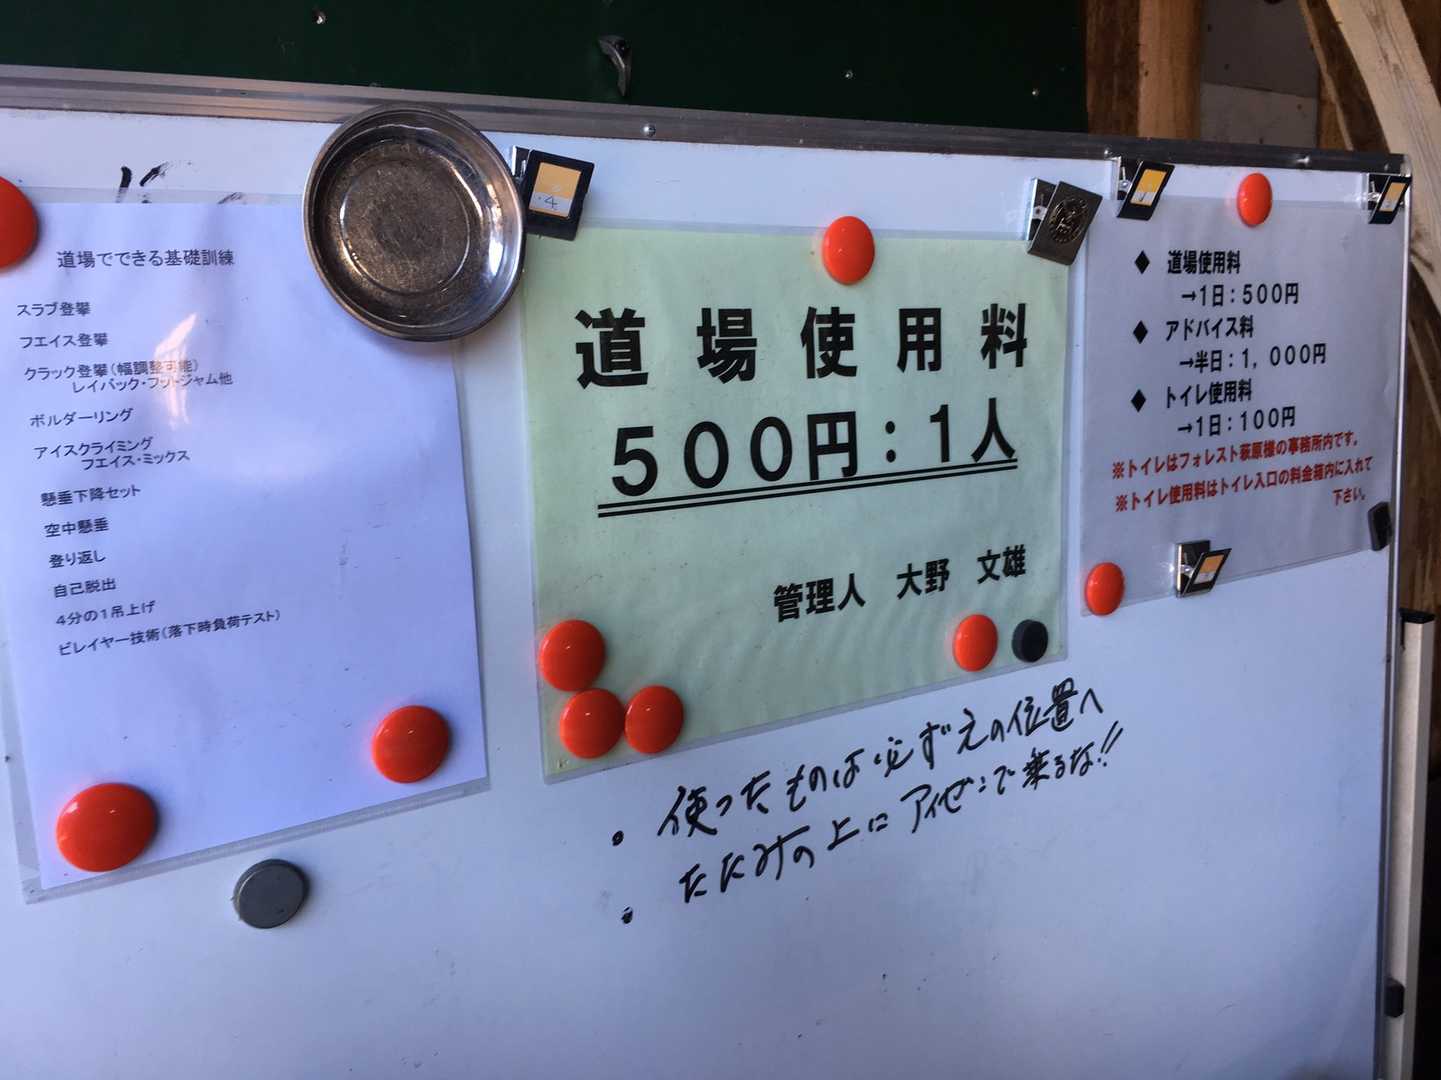 道場でできる基礎訓練
スラブ登攀
フエイス登攀
クラック登攀(幅調整可能)
レイバック・フットジャム他
ボルダーリング
アイスクライミング
フエイス・ミックス
懸垂下降セット
空中懸垂
登り返し
自己脱出
4分の1吊上げ
ビレイヤー技術(落下時負荷テスト)
道場使用料
500円:1人
管理人 大野 文雄
◆ 道場使用料
→1日:500円
◆ アドバイス料
→半日:1,000円
◆ トイレ使用料
→1日:100円
※トイレはフォレスト萩原様の事務所内です。
※トイレ使用料はトイレ入口の料金箱内に入れて
下さい。
・使ったものは必ずえの位置へ
・たたみの上にアイゼンで乗るな!!